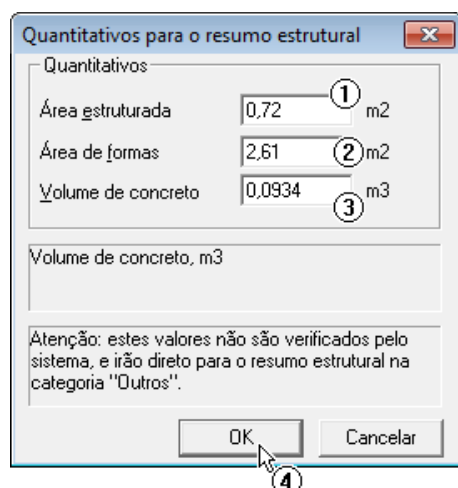 Quantitativos para o resumo estrutural
Quantitativos
Área estruturada 0,72 ① m2
Área de formas 2,61 ② m2
Volume de concreto 0,0934 ③ m3
Volume de concreto, m3
Atenção: estes valores não são verificados pelo
sistema, e irão direto para o resumo estrutural na
categoria "Outros".
OK Cancelar
④